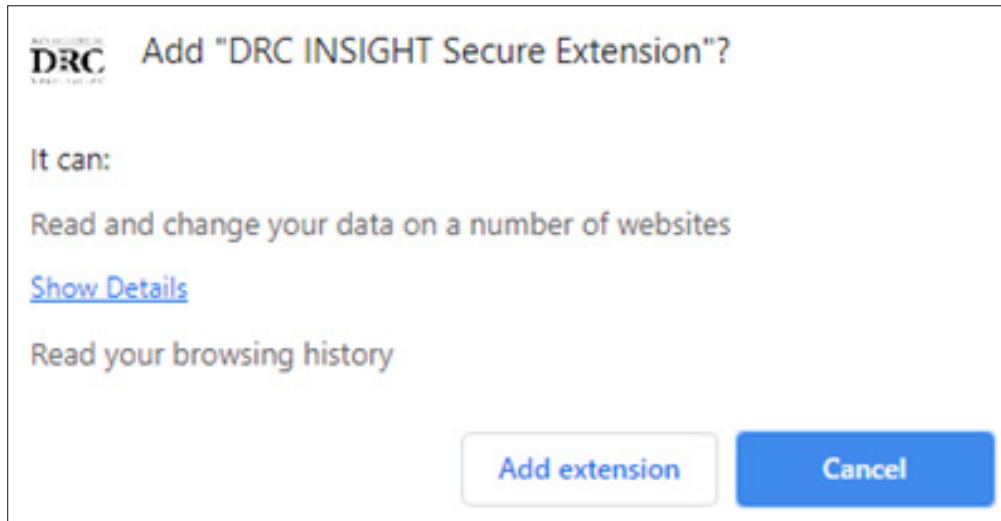 DRC
Add "DRC INSIGHT Secure Extension"?
It can:
Read and change your data on a number of websites
Show Details
Read your browsing history
Add extension
Cancel